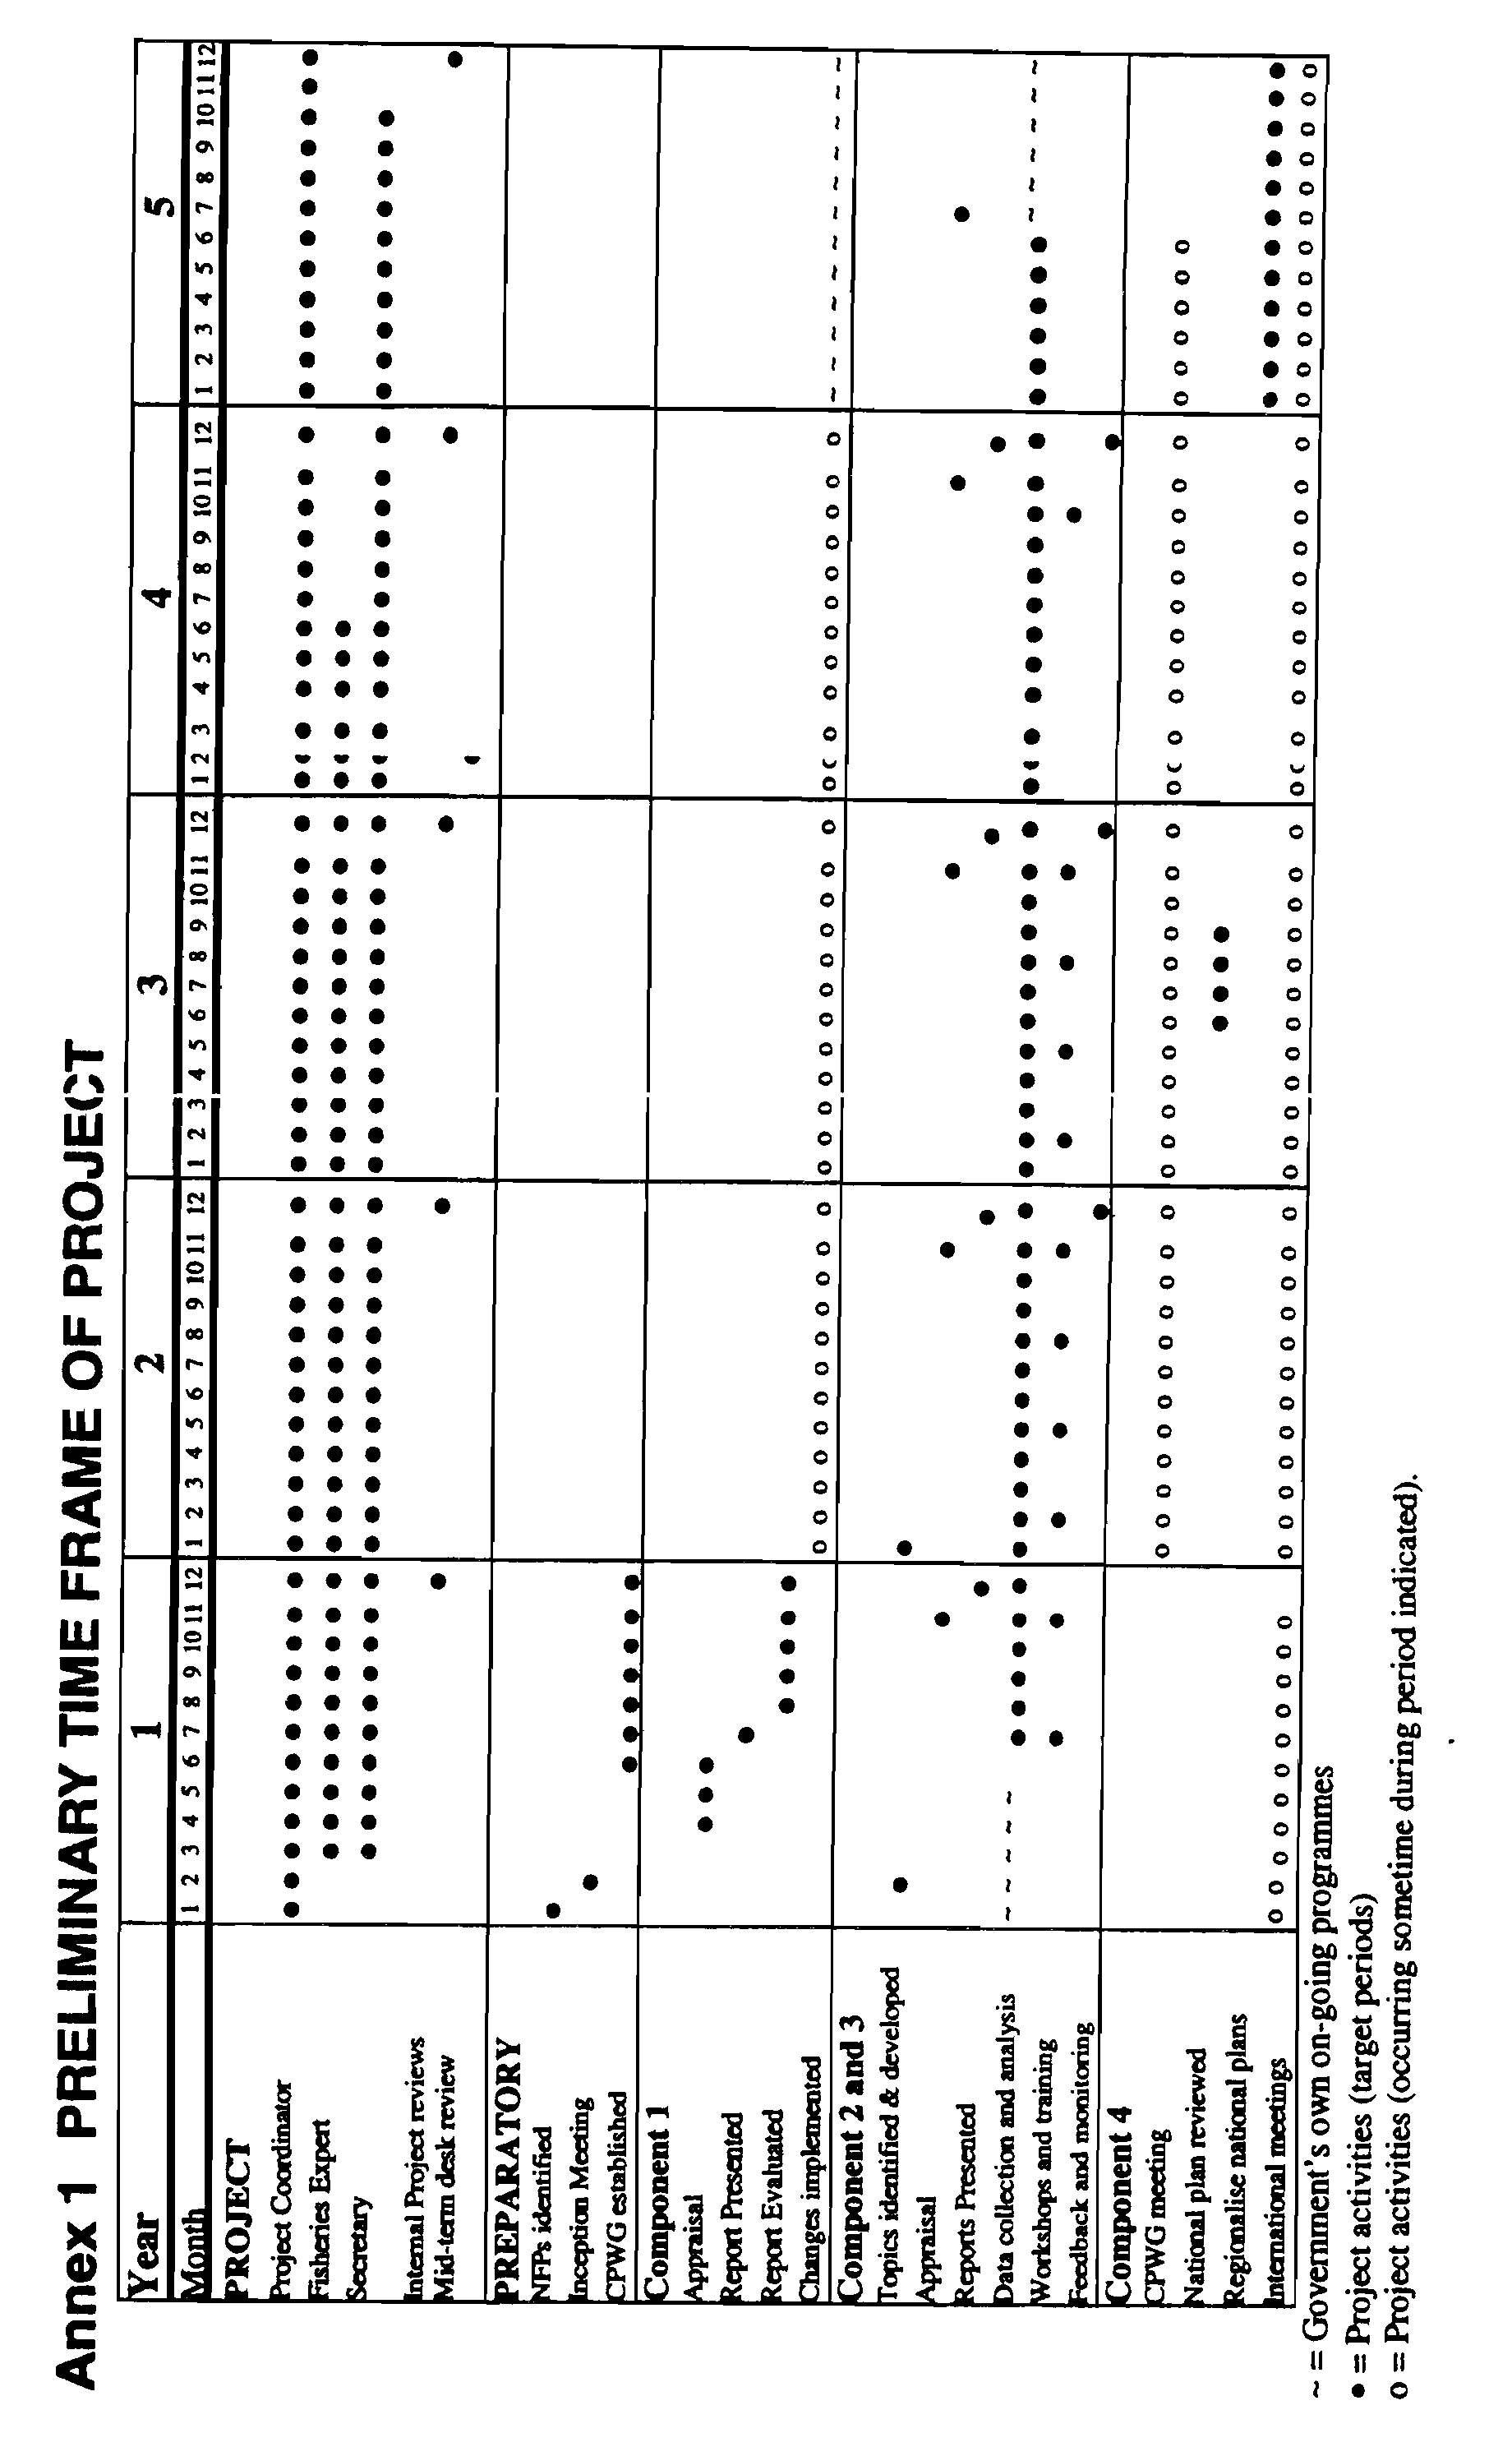 Annex 1 PRELIMINARY TIME FRAME OF PROJECT
Year 1 2 3 4 5
Month 1 2 3 4 5 6 7 8 9 10 11 12 1 2 3 4 5 6 7 8 9 10 11 12 1 2 3 4 5 6 7 8 9 10 11 12 1 2 3 4 5 6 7 8 9 10 11 12 1 2 3 4 5 6 7 8 9 10 11 12
PROJECT
Project Coordinator
Fisheries Expert
Secretary
Internal Project reviews
Mid-term desk review
PREPARATORY
NFPs identified
Inception Meeting
CPWG established
Component 1
Appraisal
Report Presented
Report Evaluated
Changes implemented
Component 2 and 3
Topics identified & developed
Appraisal
Reports Presented
Data collection and analysis
Workshops and training
Feedback and monitoring
Component 4
CPWG meeting
National plan reviewed
Regionalise national plans
International meetings
~ = Government's own on-going programmes
● = Project activities (target periods)
o = Project activities (occurring sometime during period indicated).